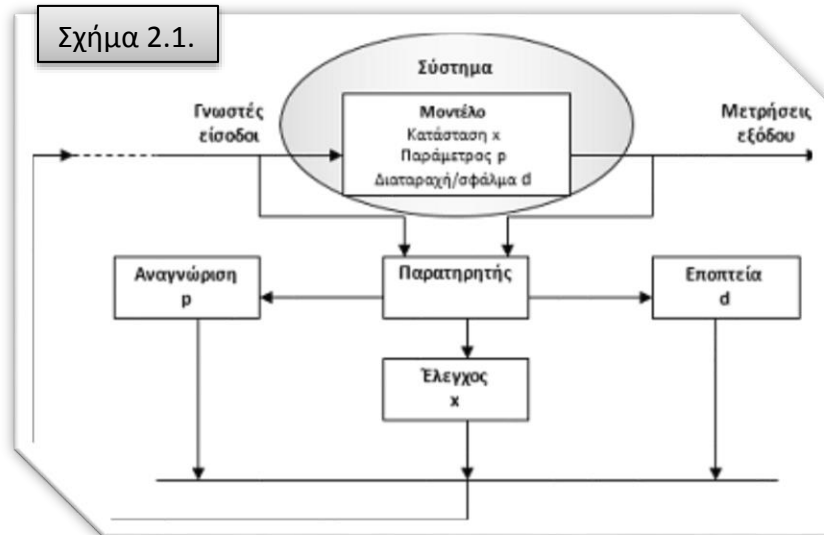 Σχήμα 2.1.
Σύστημα
Γνωστές
είσοδοι
Μοντέλο
Κατάσταση x
Παράμετρος p
Διαταραχή/σφάλμα d
Μετρήσεις
εξόδου
Αναγνώριση
p
Παρατηρητής
Εποπτεία
d
Έλεγχος
x